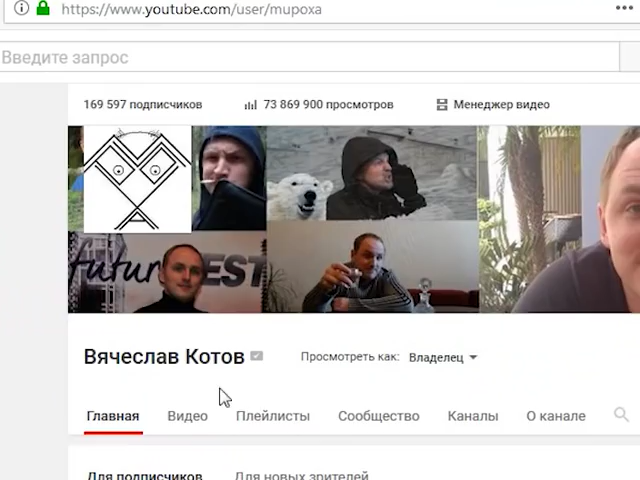 https://www.youtube.com/user/mupoxa
Введите запрос
169 597 подписчиков 73 869 900 просмотров Менеджер видео
futur EST
Вячеслав Котов Просмотреть как: Владелец
Главная Видео Плейлисты Сообщество Каналы О канале
Для подписчиков Для новых зрителей